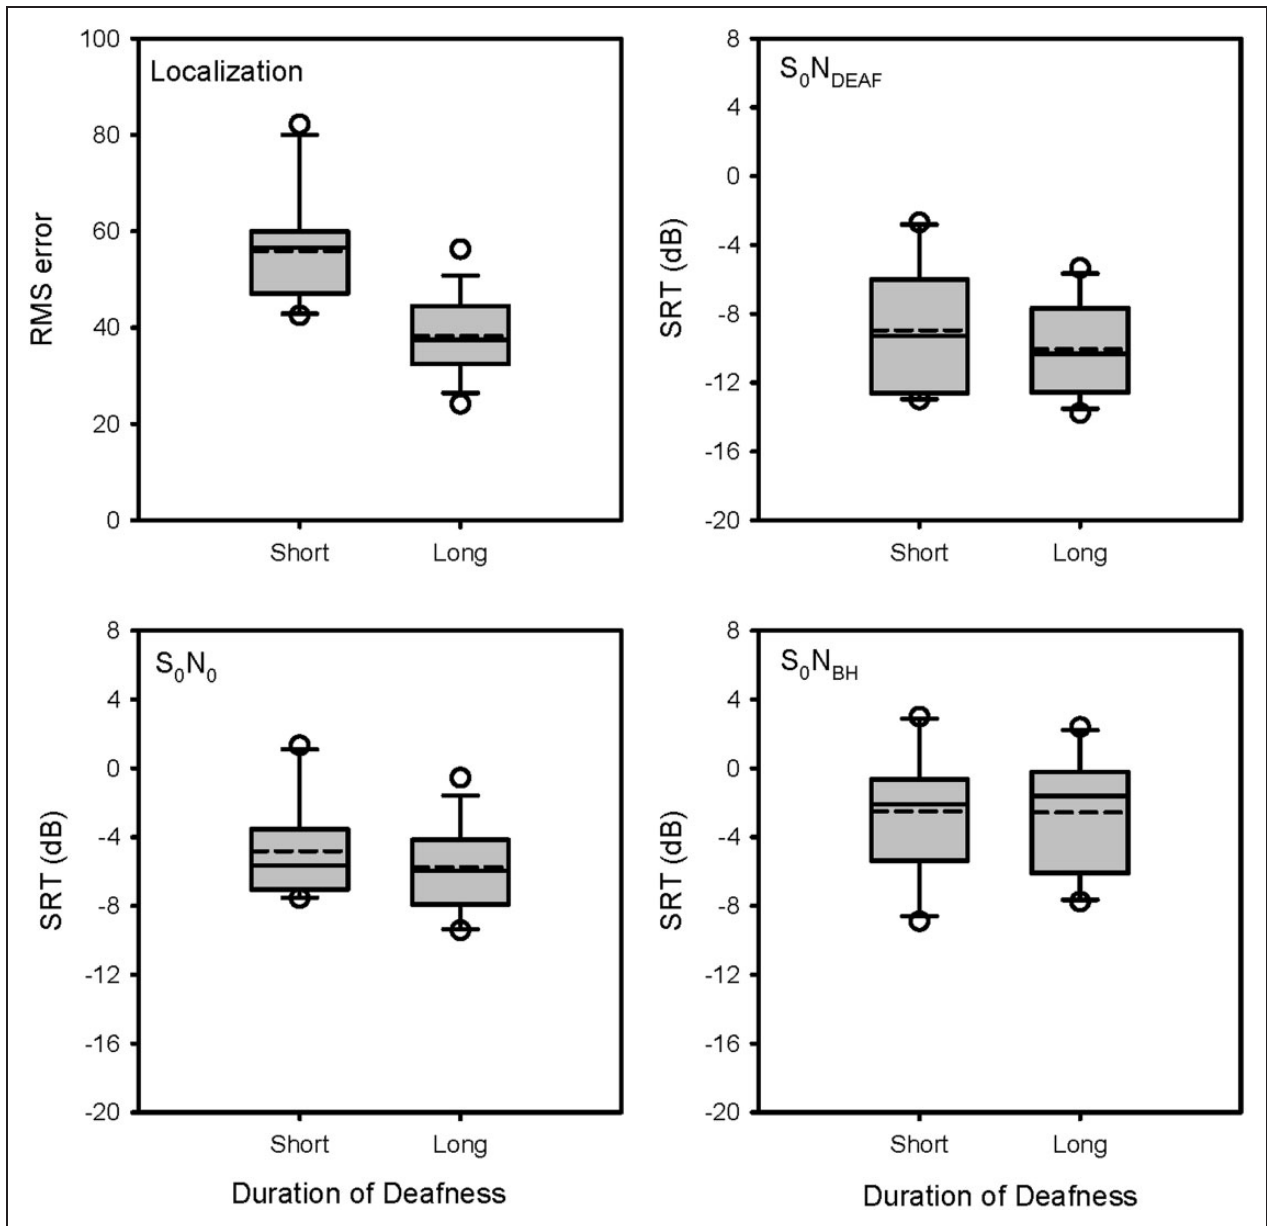 Localization
RMS error
100
80
60
40
20
0
Short Long
S0NDEAF
SRT (dB)
8
4
0
-4
-8
-12
-16
-20
Short Long
S0N0
SRT (dB)
8
4
0
-4
-8
-12
-16
-20
Short Long
Duration of Deafness
S0NBH
SRT (dB)
8
4
0
-4
-8
-12
-16
-20
Short Long
Duration of Deafness